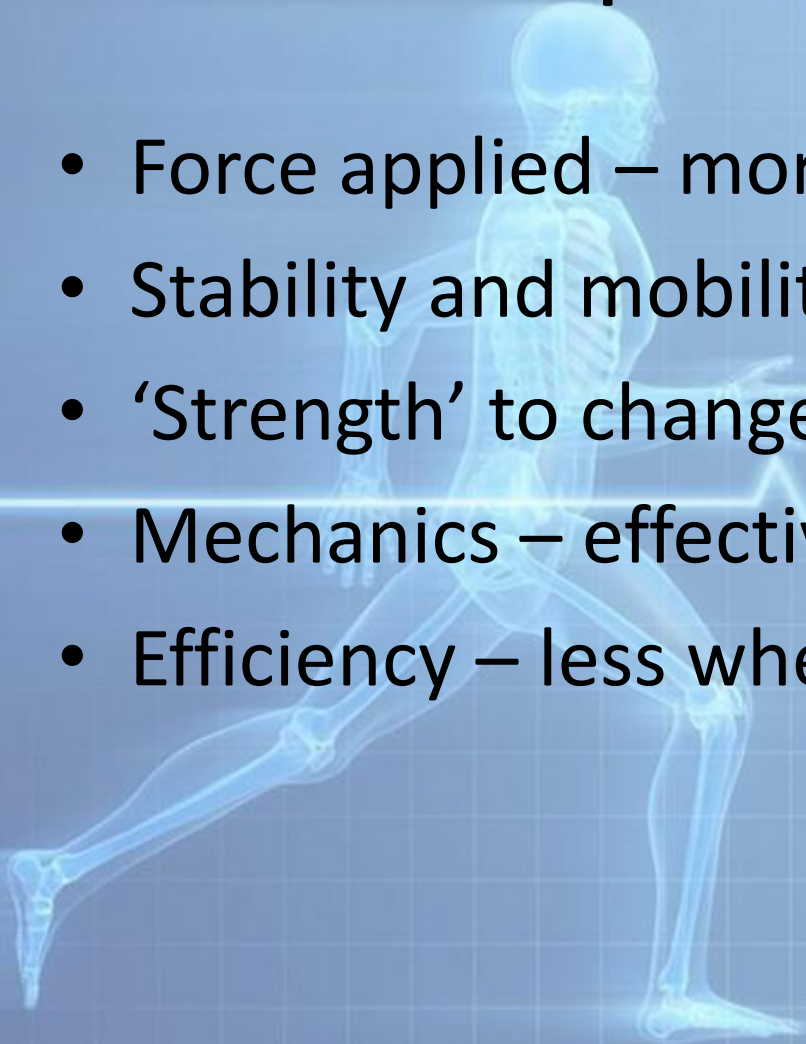 • Force applied –
• Stability and
• ‘Strength’ to
• Mechanics –
• Efficiency – less